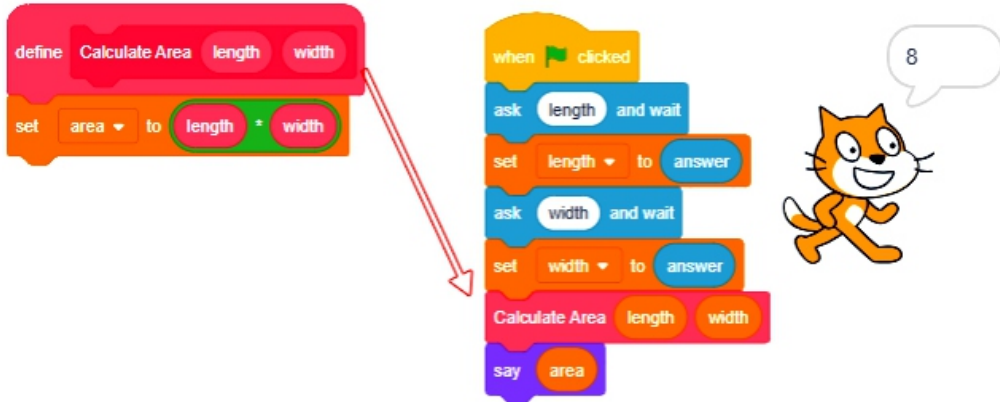 define Calculate Area length width
set area to length * width
when clicked
ask length and wait
set length to answer
ask width and wait
set width to answer
Calculate Area length width
say area
8